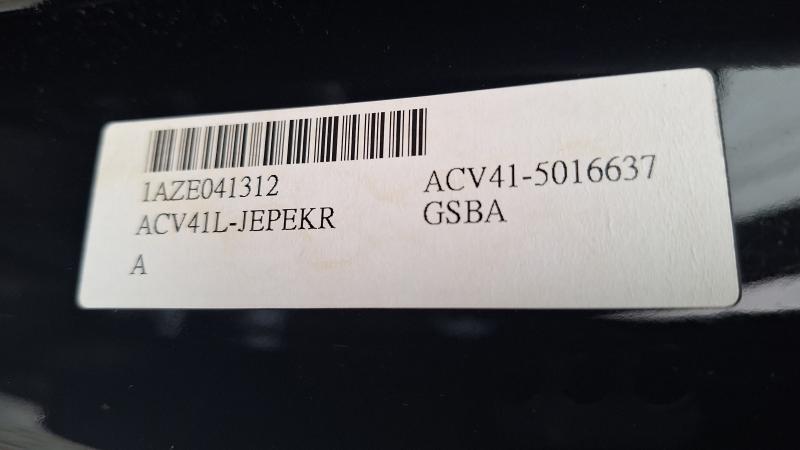 1AZE041312 ACV41-5016637
ACV41L-JEPEKR GSBA
A